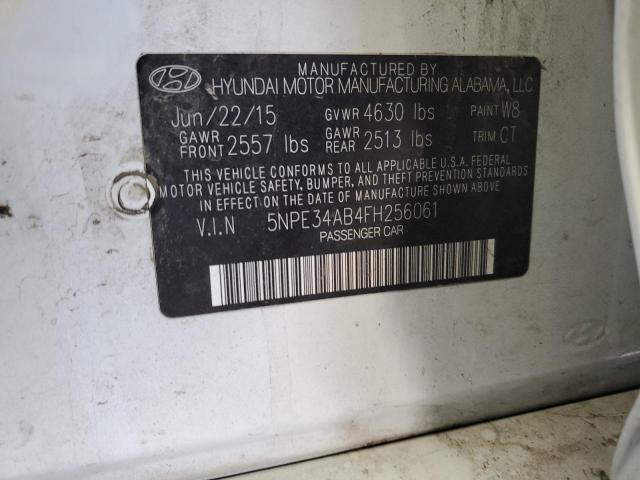 MANUFACTURED BY
HYUNDAI MOTOR MANUFACTURING ALABAMA, LLC
Jun/22/15 GVWR 4630 lbs PAINT W8
GAWR FRONT 2557 lbs GAWR REAR 2513 lbs TRIM CT
THIS VEHICLE CONFORMS TO ALL APPLICABLE U.S.A. FEDERAL
MOTOR VEHICLE SAFETY, BUMPER, AND THEFT PREVENTION STANDARDS
IN EFFECT ON THE DATE OF MANUFACTURE SHOWN ABOVE.
V.I.N 5NPE34AB4FH256061
PASSENGER CAR